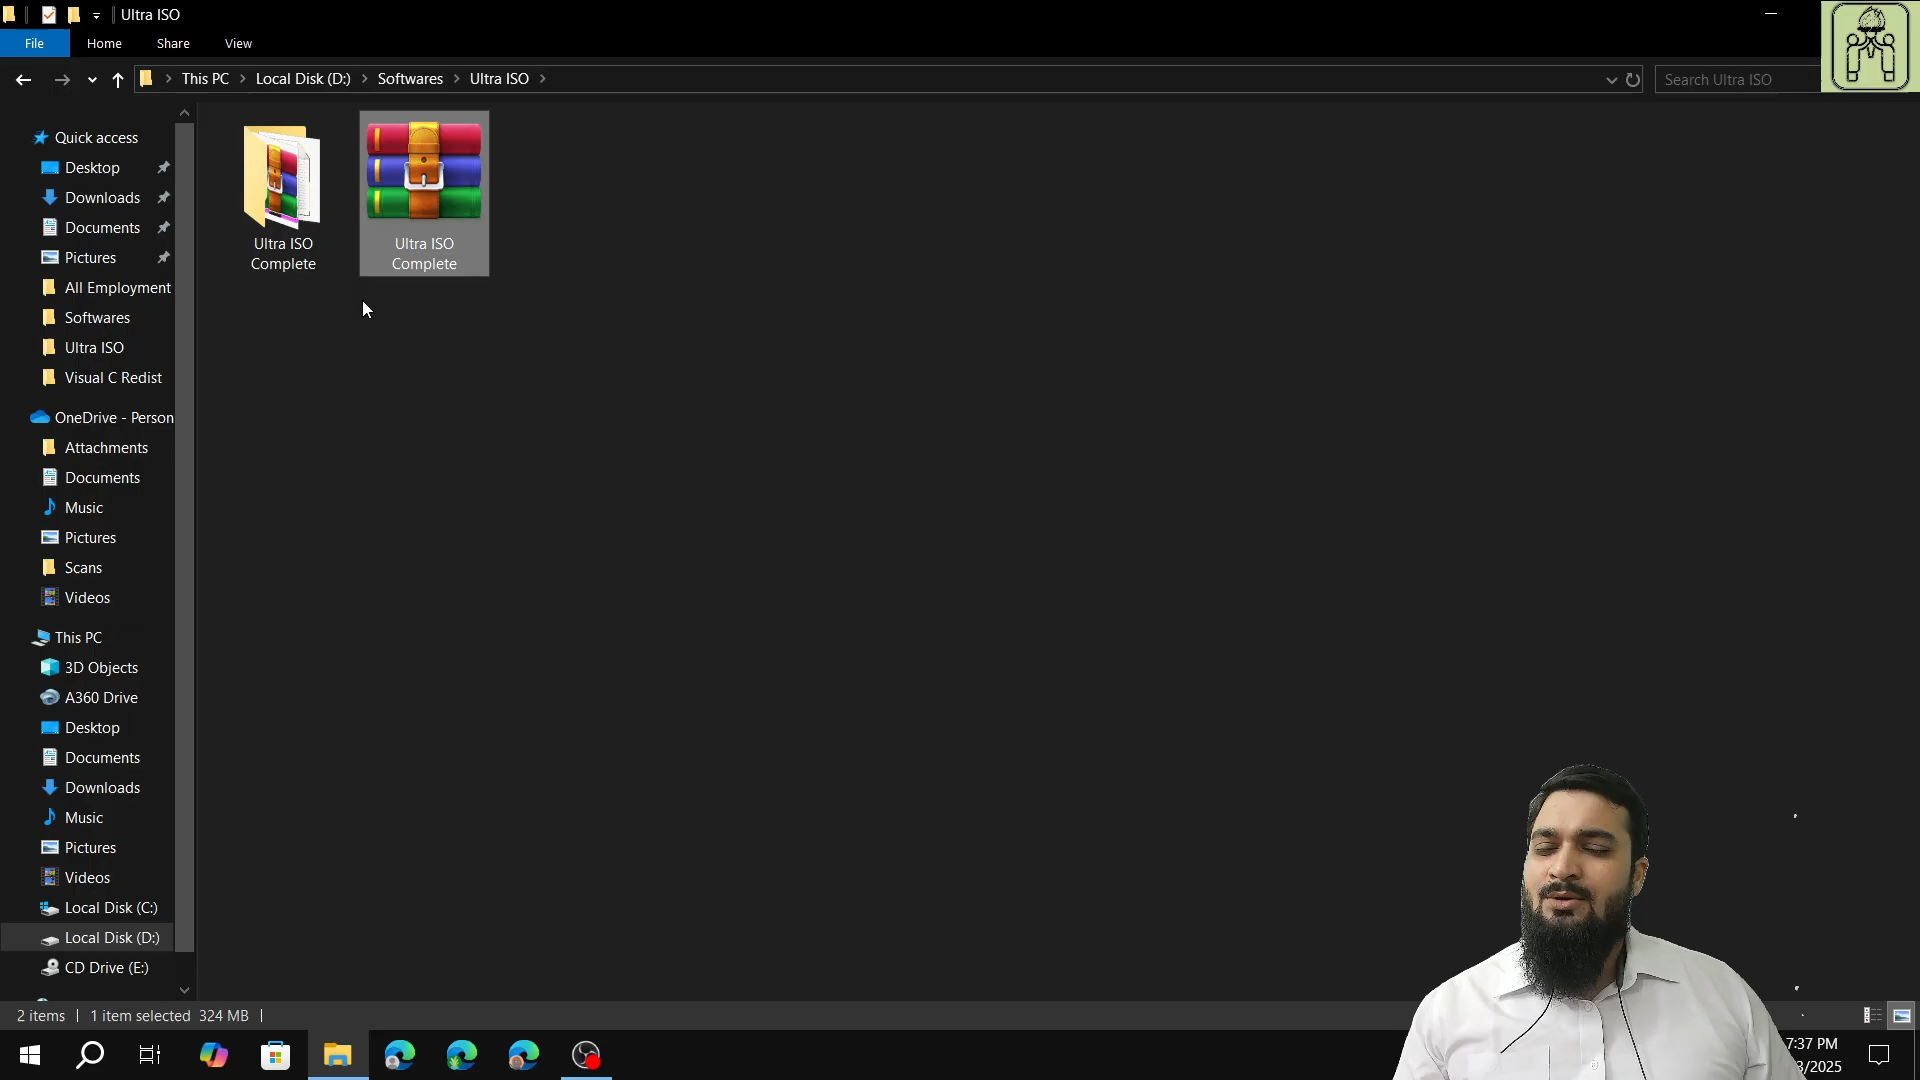 Ultra ISO
File
Home
Share
View
This PC
Local Disk (D:)
Softwares
Ultra ISO
Search Ultra ISO
Quick access
Desktop
Downloads
Documents
Pictures
All Employment
Softwares
Ultra ISO
Visual C Redist
OneDrive - Person
Attachments
Documents
Music
Pictures
Scans
Videos
This PC
3D Objects
A360 Drive
Desktop
Documents
Downloads
Music
Pictures
Videos
Local Disk (C:)
Local Disk (D:)
CD Drive (E:)
Ultra ISO
Complete
Ultra ISO
Complete
2 items
1 item selected 324 MB
7:37 PM
3/2025